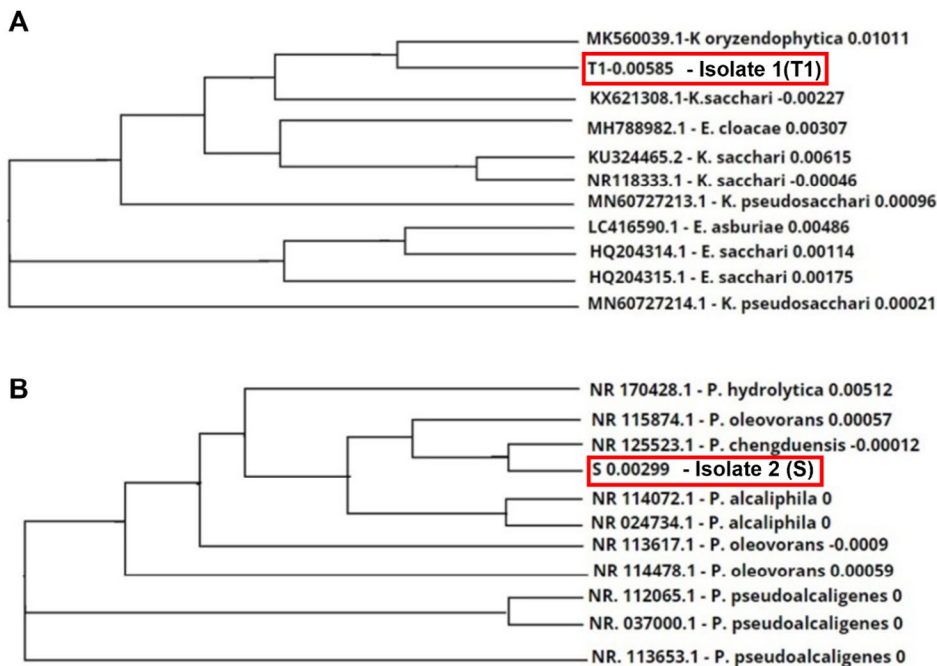 A
MK560039.1-K oryzendophytica 0.01011
T1-0.00585 - Isolate 1(T1)
KX621308.1-K.sacchari -0.00227
MH788982.1 - E. cloacae 0.00307
KU324465.2 - K. sacchari 0.00615
NR118333.1 - K. sacchari -0.00046
MN60727213.1 - K. pseudosacchari 0.00096
LC416590.1 - E. asburiae 0.00486
HQ204314.1 - E. sacchari 0.00114
HQ204315.1 - E. sacchari 0.00175
MN60727214.1 - K. pseudosacchari 0.00021
B
NR 170428.1 - P. hydrolytica 0.00512
NR 115874.1 - P. oleovorans 0.00057
NR 125523.1 - P. chengduensis -0.00012
S 0.00299 - Isolate 2 (S)
NR 114072.1 - P. alcaliphila 0
NR 024734.1 - P. alcaliphila 0
NR 113617.1 - P. oleovorans -0.0009
NR 114478.1 - P. oleovorans 0.00059
NR. 112065.1 - P. pseudoalcaligenes 0
NR. 037000.1 - P. pseudoalcaligenes 0
NR. 113653.1 - P. pseudoalcaligenes 0